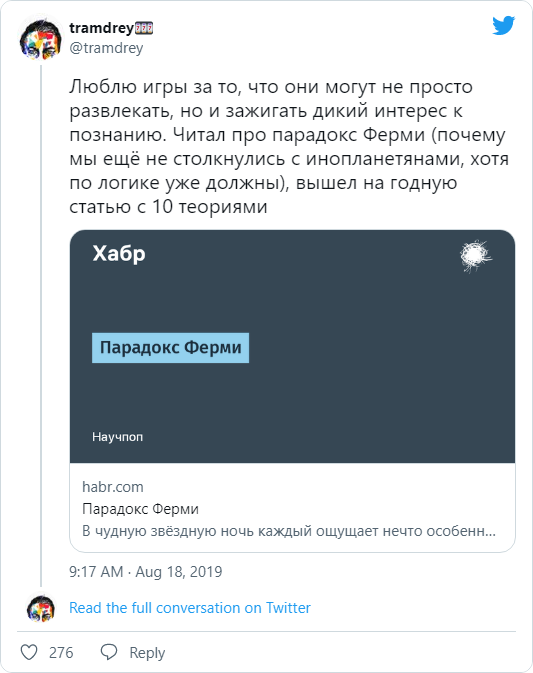 tramdrey🎰
@tramdrey
Люблю игры за то, что они могут не просто
развлекать, но и зажигать дикий интерес к
познанию. Читал про парадокс Ферми (почему
мы ещё не столкнулись с инопланетянами, хотя
по логике уже должны), вышел на годную
статью с 10 теориями
Хабр
Парадокс Ферми
Научпоп
habr.com
Парадокс Ферми
В чудную звёздную ночь каждый ощущает нечто особенн...
9:17 AM · Aug 18, 2019
Read the full conversation on Twitter
276 Reply